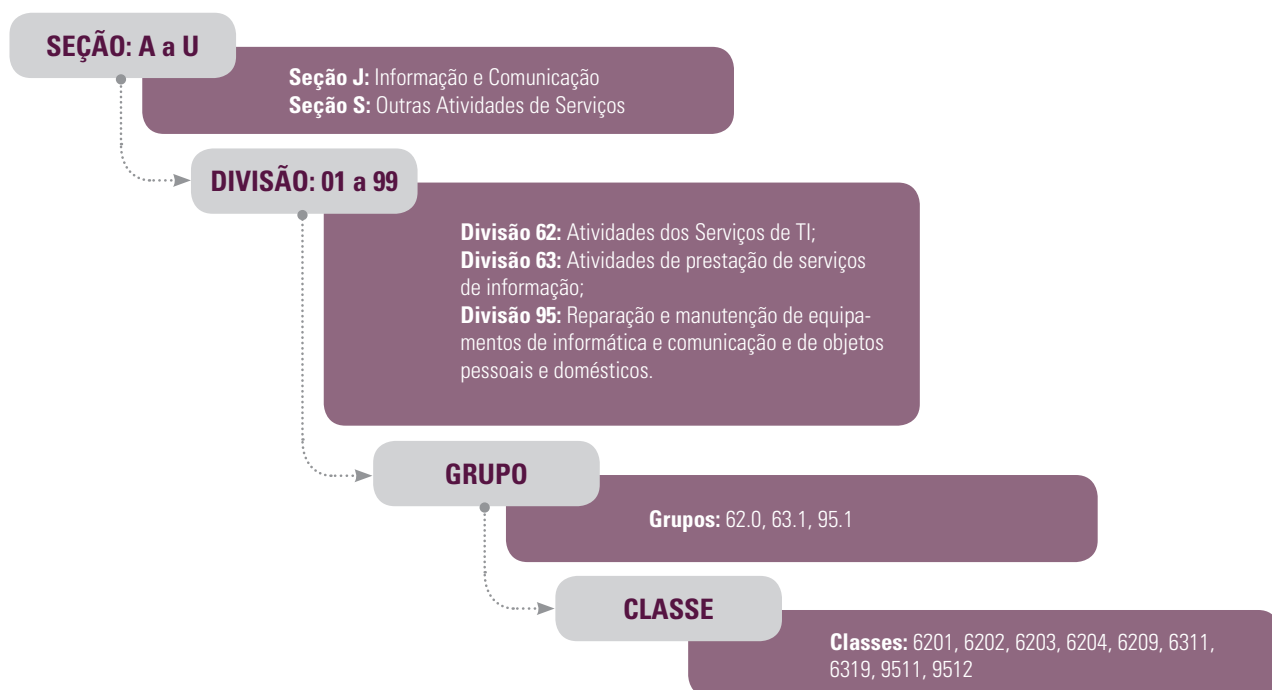 SEÇÃO: A a U
Seção J: Informação e Comunicação
Seção S: Outras Atividades de Serviços
DIVISÃO: 01 a 99
Divisão 62: Atividades dos Serviços de TI;
Divisão 63: Atividades de prestação de serviços
de informação;
Divisão 95: Reparação e manutenção de equipa-
mentos de informática e comunicação e de objetos
pessoais e domésticos.
GRUPO
Grupos: 62.0, 63.1, 95.1
CLASSE
Classes: 6201, 6202, 6203, 6204, 6209, 6311,
6319, 9511, 9512